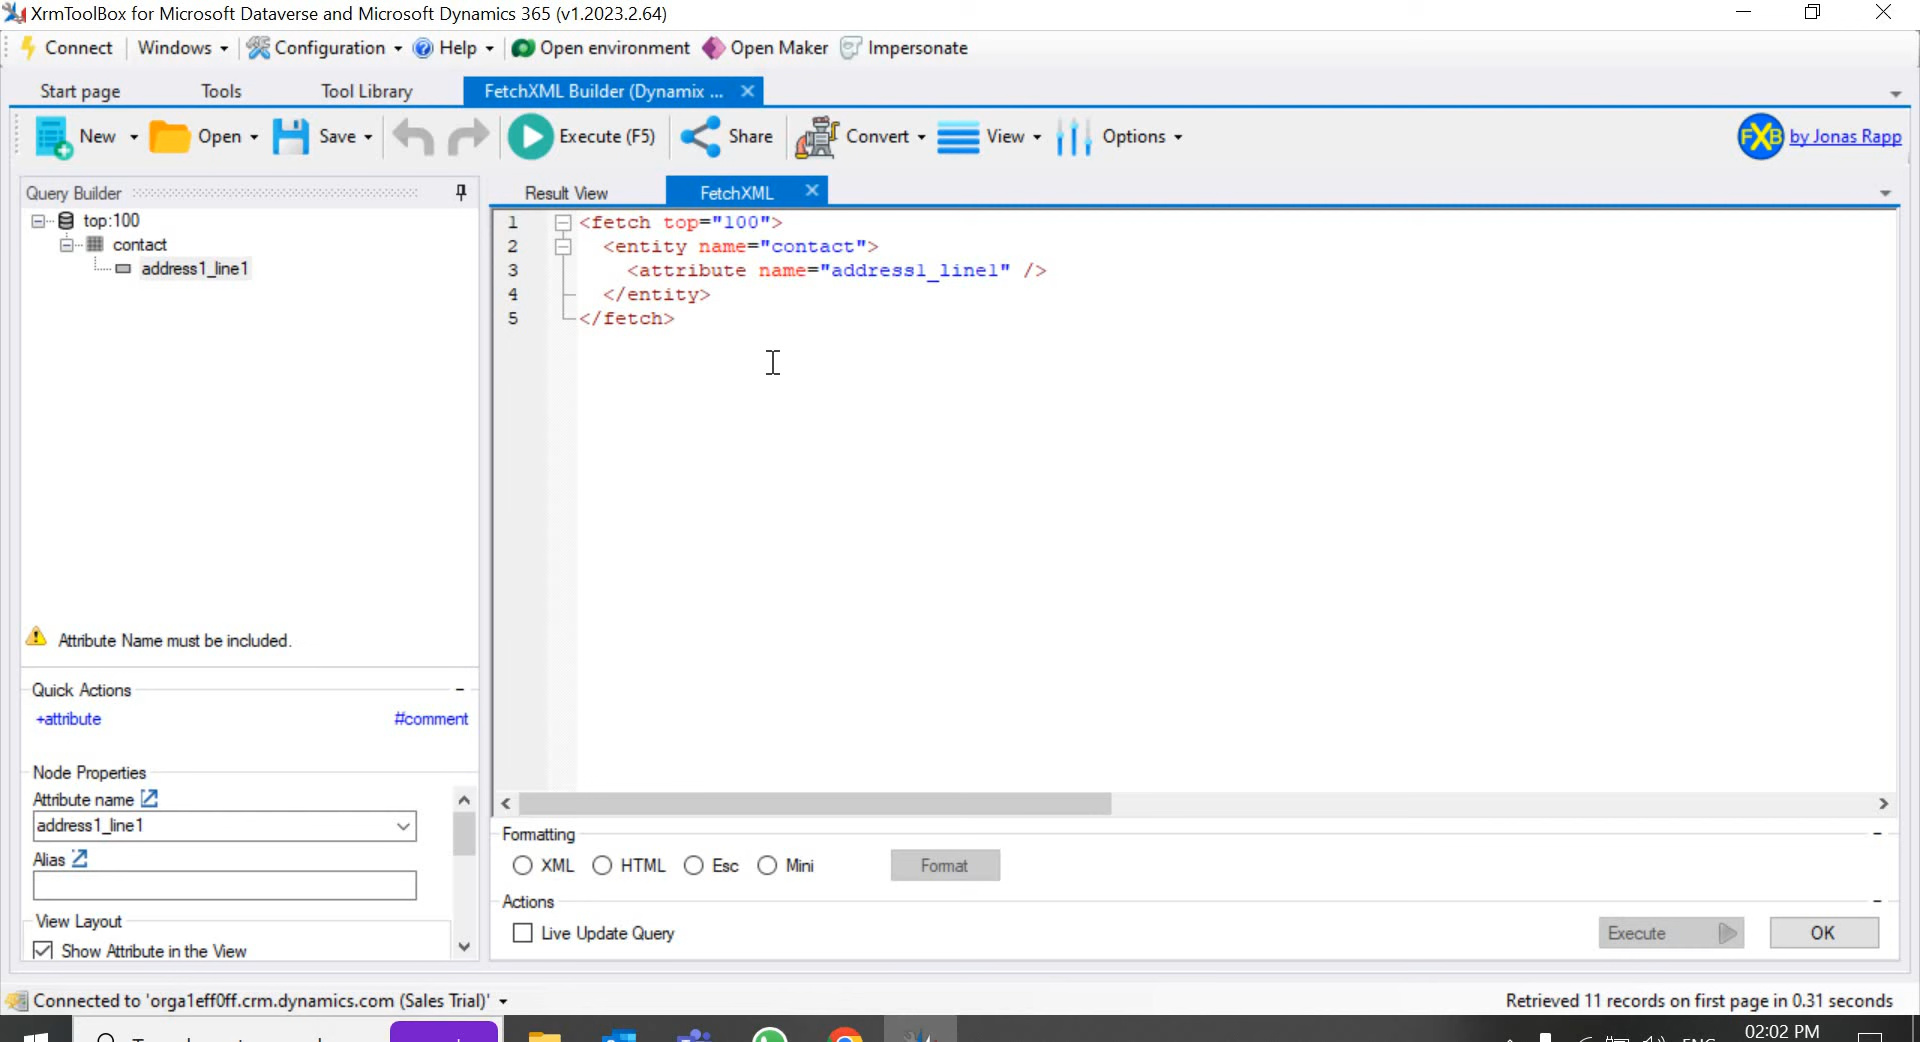 XrmToolBox for Microsoft Dataverse and Microsoft Dynamics 365 (v1.2023.2.64)
Connect Windows Configuration Help Open environment Open Maker Impersonate
Start page Tools Tool Library FetchXML Builder (Dynamix ...
New Open Save Execute (F5) Share Convert View Options FXB by Jonas Rapp
Query Builder
top:100
contact
address1_line1
Attribute Name must be included.
Quick Actions
+attribute #comment
Node Properties
Attribute name
address1_line1
Alias
View Layout
Show Attribute in the View
Result View FetchXML
1 <fetch top="100">
2 <entity name="contact">
3 <attribute name="address1_line1" />
4 </entity>
5 </fetch>
Formatting
XML HTML Esc Mini Format
Actions
Live Update Query Execute OK
Connected to 'orga1eff0ff.crm.dynamics.com (Sales Trial)' Retrieved 11 records on first page in 0.31 seconds
02:02 PM